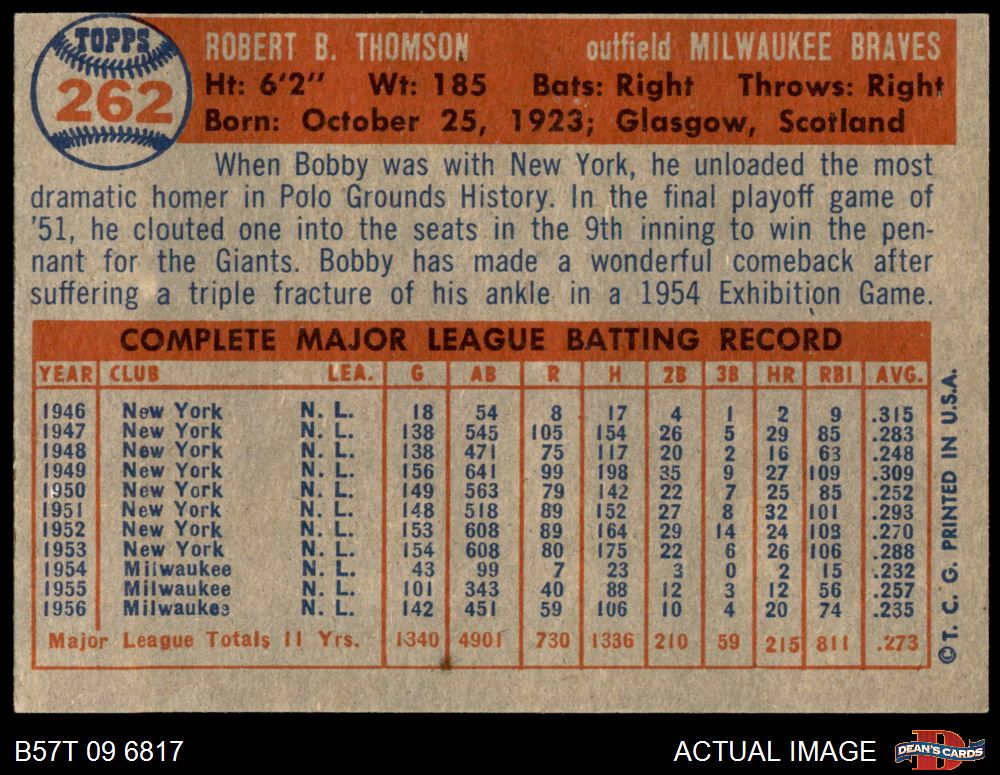 TOPPS
262
ROBERT B. THOMSON outfield MILWAUKEE BRAVES
Ht: 6'2" Wt: 185 Bats: Right Throws: Right
Born: October 25, 1923; Glasgow, Scotland
When Bobby was with New York, he unloaded the most
dramatic homer in Polo Grounds History. In the final playoff game of
'51, he clouted one into the seats in the 9th inning to win the pen-
nant for the Giants. Bobby has made a wonderful comeback after
suffering a triple fracture of his ankle in a 1954 Exhibition Game.
COMPLETE MAJOR LEAGUE BATTING RECORD
YEAR CLUB LEA. G AB R H 2B 3B HR RBI AVG.
1946 New York N. L. 18 54 8 17 4 1 2 9 .315
1947 New York N. L. 138 545 105 154 26 5 29 85 .283
1948 New York N. L. 138 471 75 117 20 2 16 63 .248
1949 New York N. L. 156 641 99 198 35 9 27 109 .309
1950 New York N. L. 149 563 79 142 22 7 25 85 .252
1951 New York N. L. 148 518 89 152 27 8 32 101 .293
1952 New York N. L. 153 608 89 164 29 14 24 108 .270
1953 New York N. L. 154 608 80 175 22 6 26 106 .288
1954 Milwaukee N. L. 43 99 7 23 3 0 2 15 .232
1955 Milwaukee N. L. 101 343 40 88 12 3 12 56 .257
1956 Milwaukee N. L. 142 451 59 106 10 4 20 74 .235
Major League Totals 11 Yrs. 1340 4901 730 1336 210 59 215 811 .273
©T. C. G. PRINTED IN U.S.A.
B57T 09 6817 ACTUAL IMAGE
D
DEAN'S CARDS